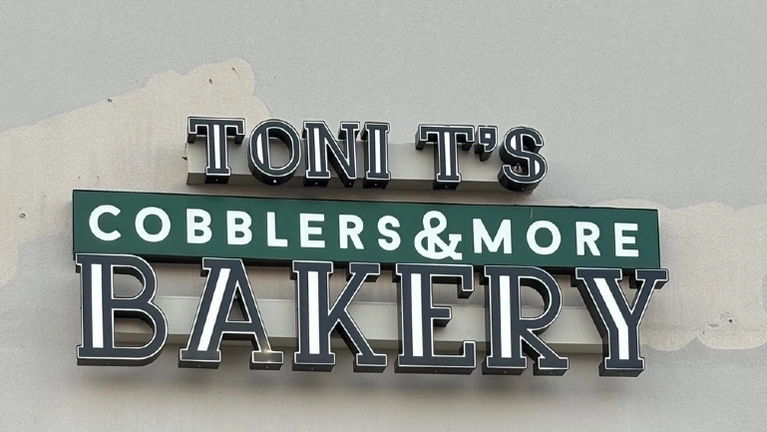 TONI T'S
COBBLERS & MORE
BAKERY